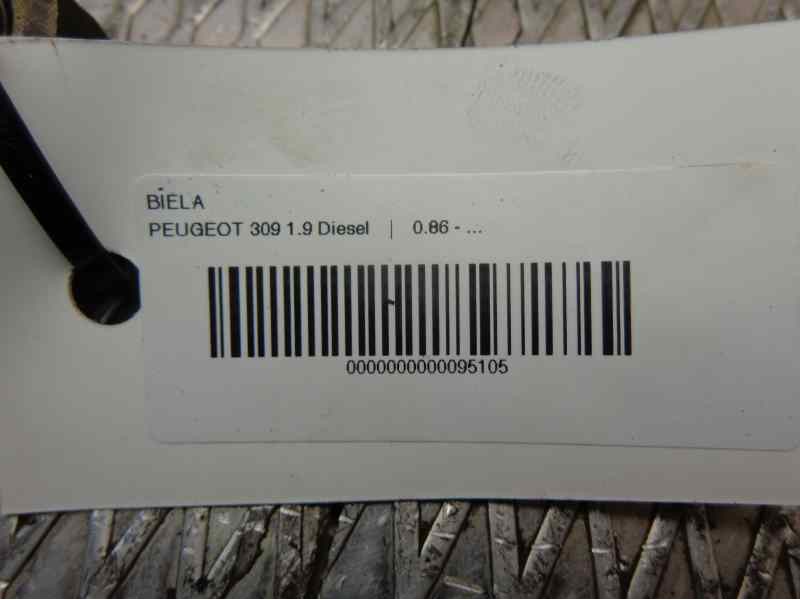 BIELA
PEUGEOT 309 1.9 Diesel | 0.86 - ...
0000000000095105